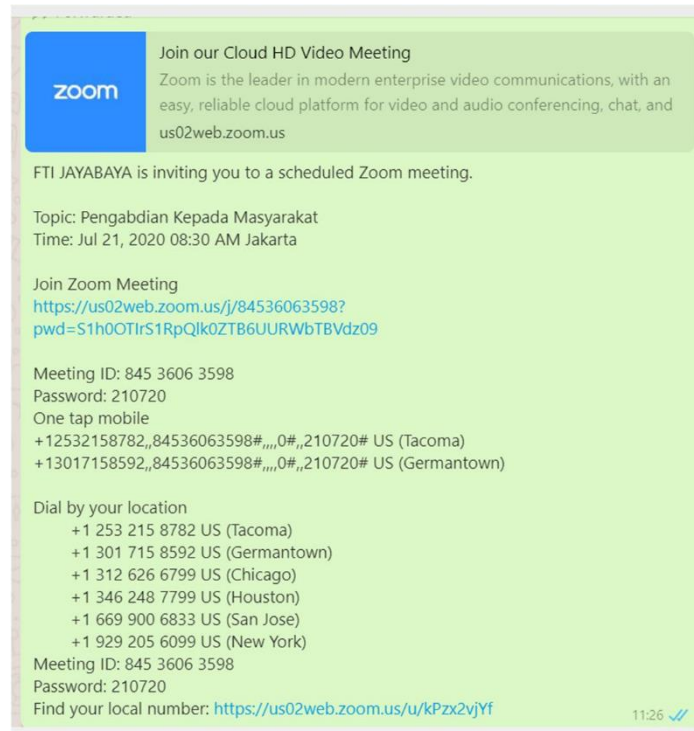 zoom
Join our Cloud HD Video Meeting
Zoom is the leader in modern enterprise video communications, with an
easy, reliable cloud platform for video and audio conferencing, chat, and
us02web.zoom.us
FTI JAYABAYA is inviting you to a scheduled Zoom meeting.
Topic: Pengabdian Kepada Masyarakat
Time: Jul 21, 2020 08:30 AM Jakarta
Join Zoom Meeting
https://us02web.zoom.us/j/84536063598?
pwd=S1h0OTIrS1RpQlk0ZTB6UURWbTBVdz09
Meeting ID: 845 3606 3598
Password: 210720
One tap mobile
+12532158782,,84536063598#,,,,0#,,210720# US (Tacoma)
+13017158592,,84536063598#,,,,0#,,210720# US (Germantown)
Dial by your location
+1 253 215 8782 US (Tacoma)
+1 301 715 8592 US (Germantown)
+1 312 626 6799 US (Chicago)
+1 346 248 7799 US (Houston)
+1 669 900 6833 US (San Jose)
+1 929 205 6099 US (New York)
Meeting ID: 845 3606 3598
Password: 210720
Find your local number: https://us02web.zoom.us/u/kPzx2vjYf
11:26